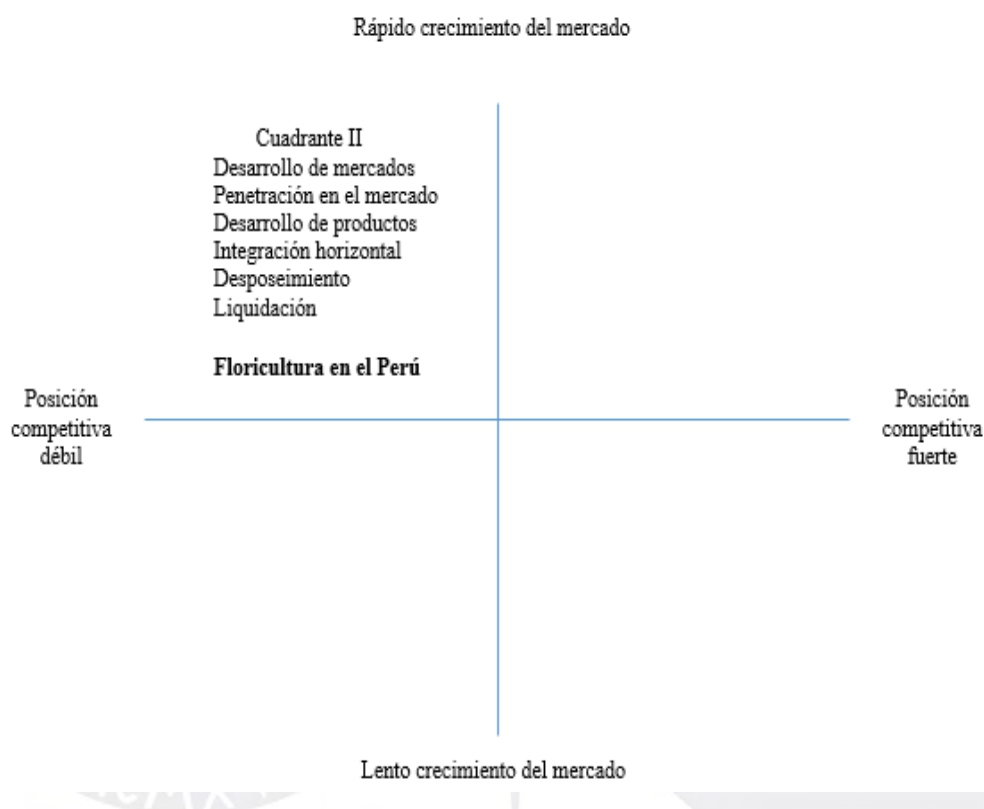 Rápido crecimiento del mercado
Cuadrante II
Desarrollo de mercados
Penetración en el mercado
Desarrollo de productos
Integración horizontal
Desposeimiento
Liquidación
Floricultura en el Perú
Posición
competitiva
débil
Posición
competitiva
fuerte
Lento crecimiento del mercado